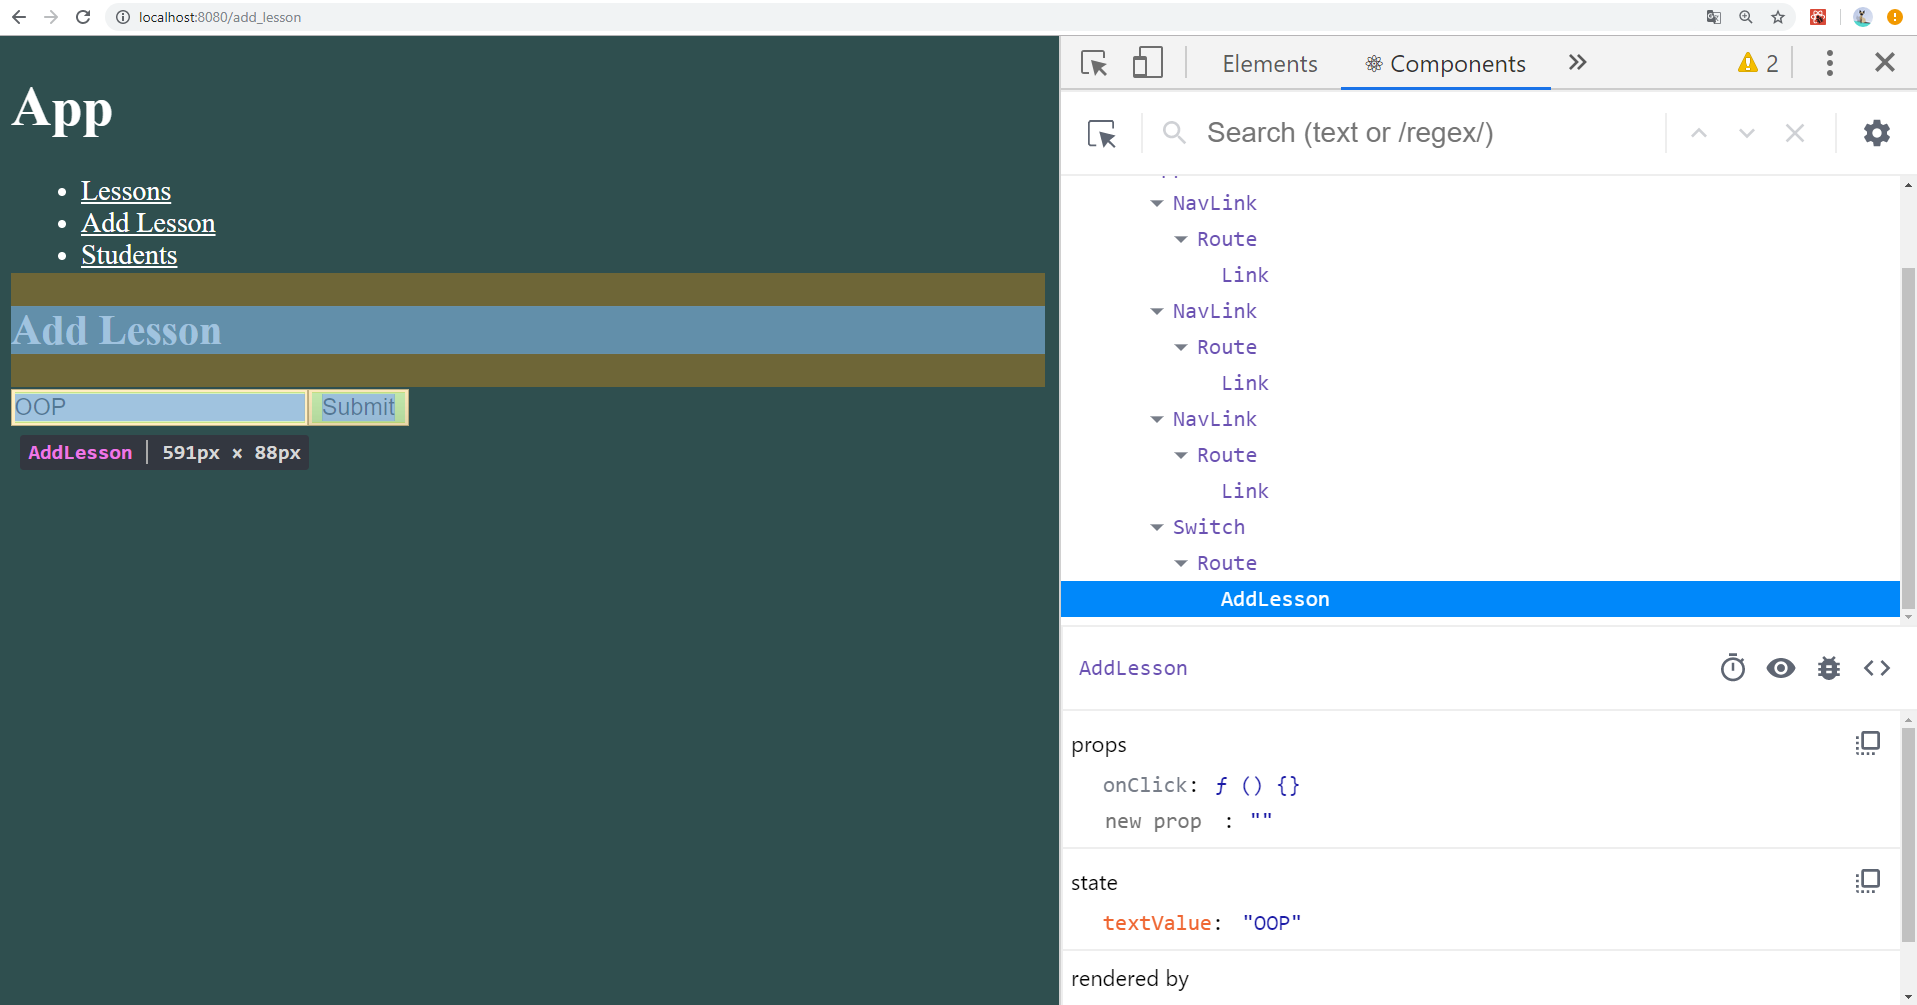 localhost:8080/add_lesson
App
Lessons
Add Lesson
Students
Add Lesson
OOP Submit
AddLesson 591px × 88px
Elements Components 2
Search (text or /regex/)
NavLink
Route
Link
NavLink
Route
Link
NavLink
Route
Link
Switch
Route
AddLesson
AddLesson
props
onClick: ƒ () {}
new prop : ""
state
textValue: "OOP"
rendered by